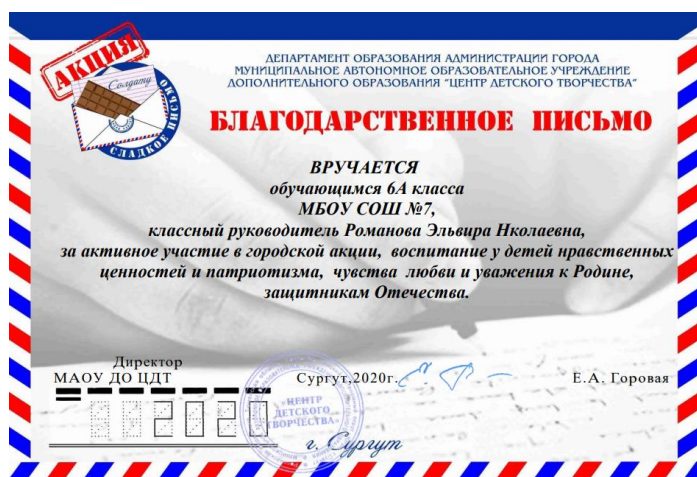 АКЦИЯ
Солдату
СЛАДКОЕ ПИСЬМО
ДЕПАРТАМЕНТ ОБРАЗОВАНИЯ АДМИНИСТРАЦИИ ГОРОДА
МУНИЦИПАЛЬНОЕ АВТОНОМНОЕ ОБРАЗОВАТЕЛЬНОЕ УЧРЕЖДЕНИЕ
ДОПОЛНИТЕЛЬНОГО ОБРАЗОВАНИЯ "ЦЕНТР ДЕТСКОГО ТВОРЧЕСТВА"
БЛАГОДАРСТВЕННОЕ ПИСЬМО
ВРУЧАЕТСЯ
обучающимся 6А класса
МБОУ СОШ №7,
классный руководитель Романова Эльвира Нколаевна,
за активное участие в городской акции, воспитание у детей нравственных
ценностей и патриотизма, чувства любви и уважения к Родине,
защитникам Отечества.
Директор
МАОУ ДО ЦДТ
Сургут,2020г.
Е.А. Горовая
2020
«ЦЕНТР
ДЕТСКОГО
ТВОРЧЕСТВА»
г. Сургут